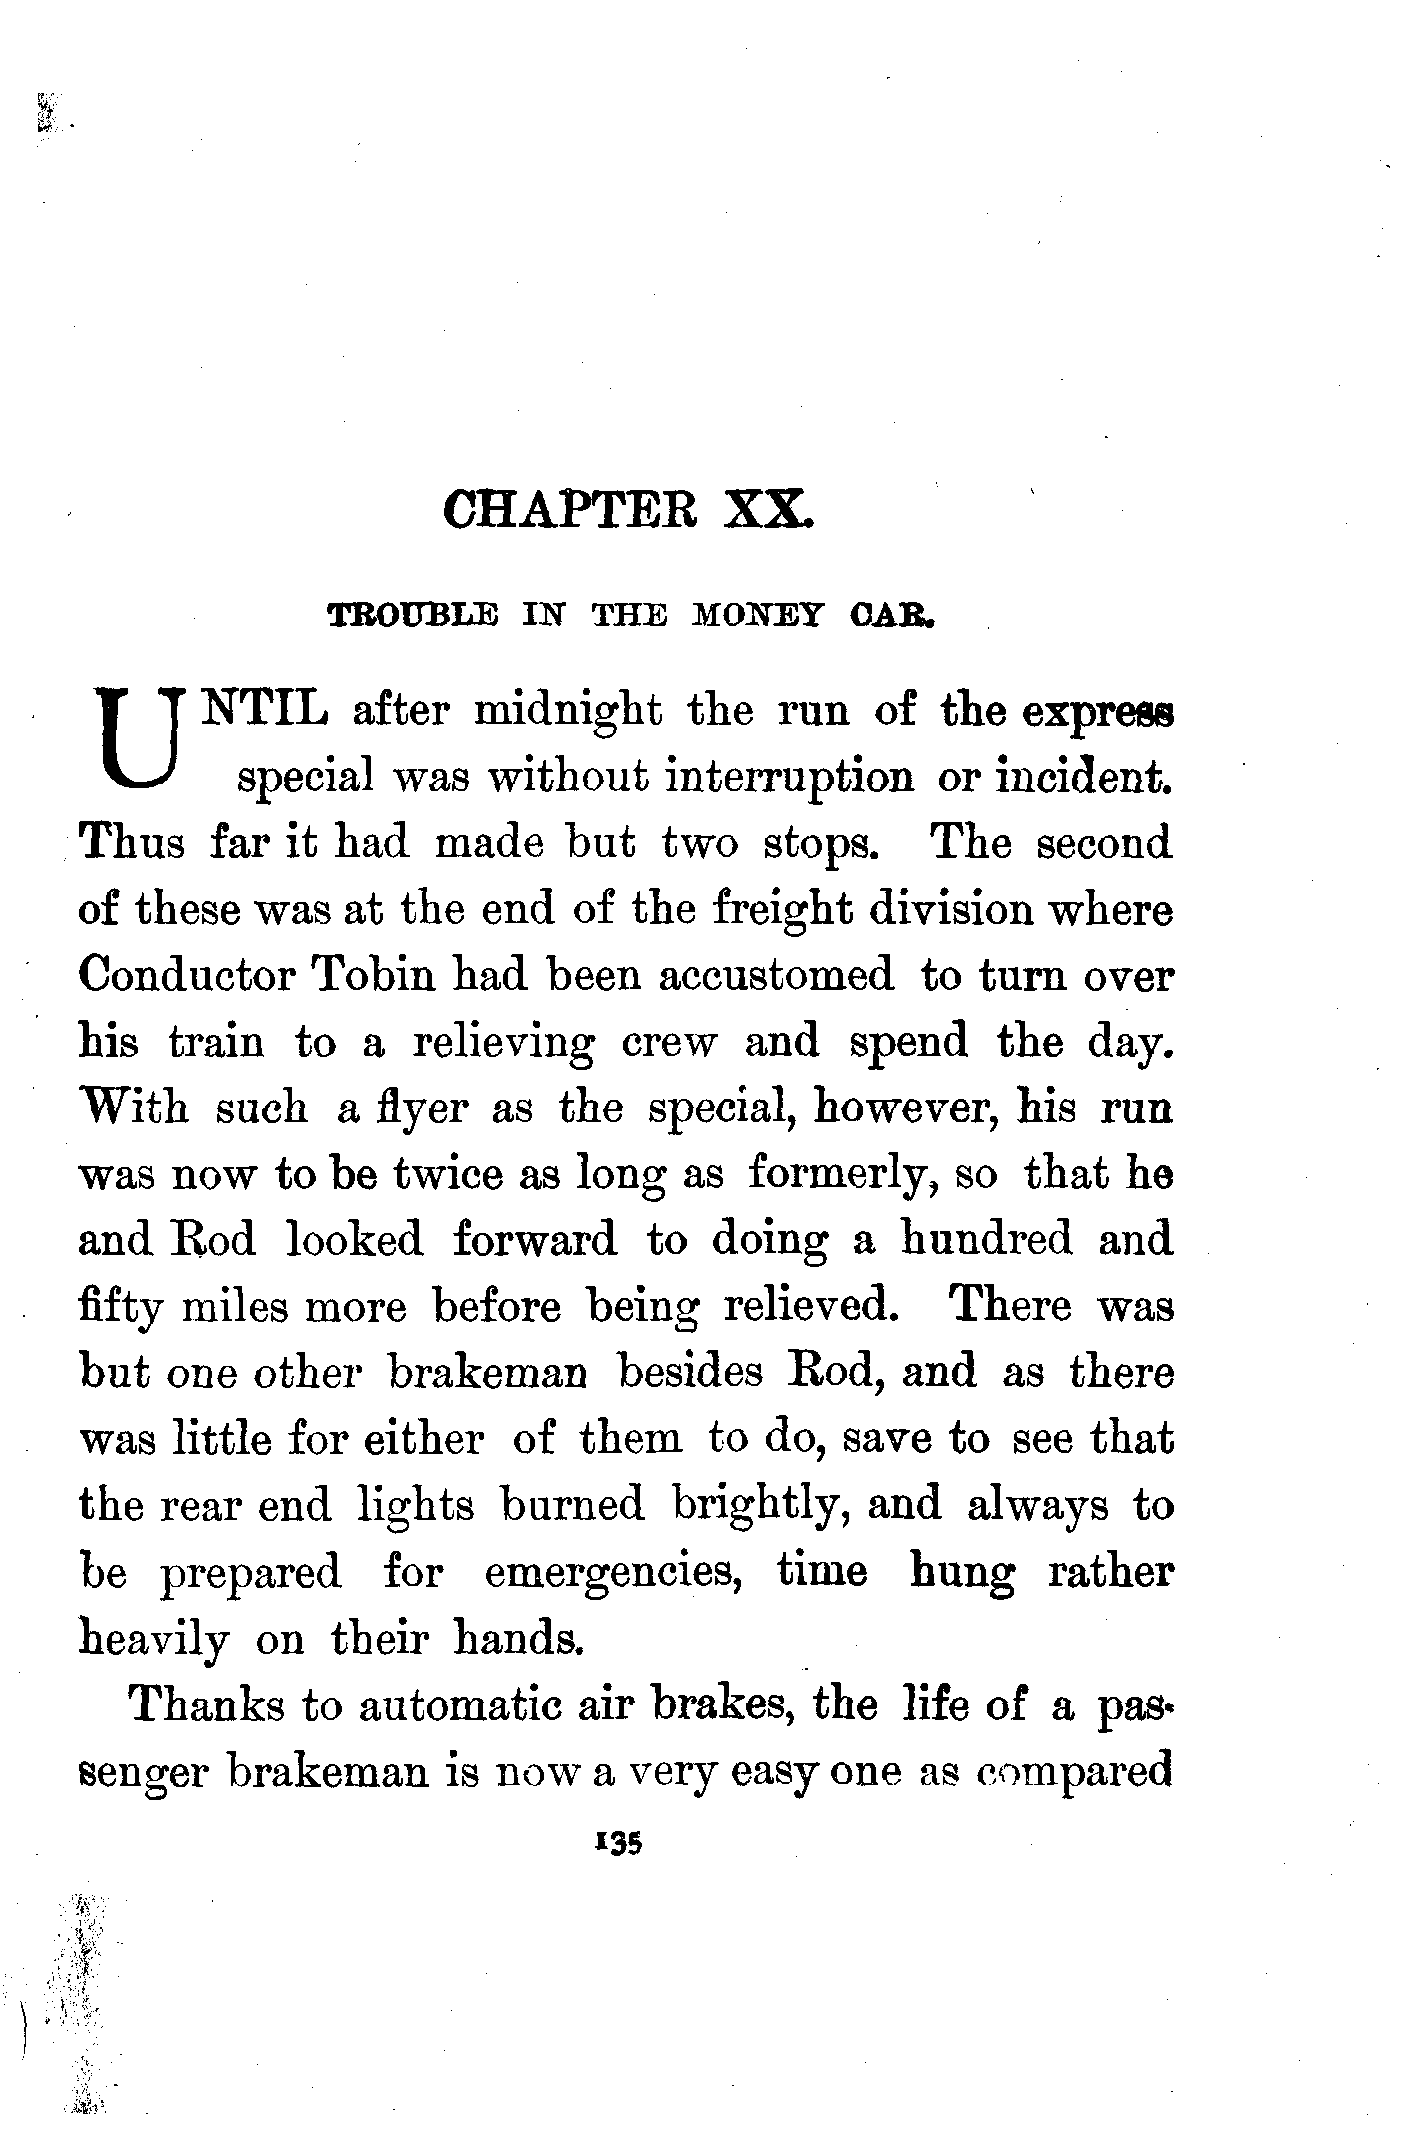 CHAPTER XX.
TROUBLE IN THE MONEY CAR.
UNTIL after midnight the run of the express
special was without interruption or incident.
Thus far it had made but two stops. The second
of these was at the end of the freight division where
Conductor Tobin had been accustomed to turn over
his train to a relieving crew and spend the day.
With such a flyer as the special, however, his run
was now to be twice as long as formerly, so that he
and Rod looked forward to doing a hundred and
fifty miles more before being relieved. There was
but one other brakeman besides Rod, and as there
was little for either of them to do, save to see that
the rear end lights burned brightly, and always to
be prepared for emergencies, time hung rather
heavily on their hands.
Thanks to automatic air brakes, the life of a pas-
senger brakeman is now a very easy one as compared
135